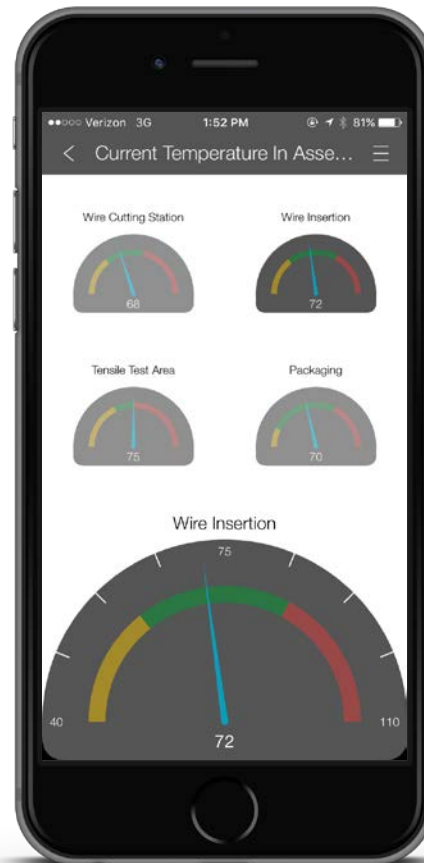 Verizon 3G 1:52 PM 81%
Current Temperature In Asse...
Wire Cutting Station Wire Insertion
68 72
Tensile Test Area Packaging
75 70
Wire Insertion
75
40 110
72